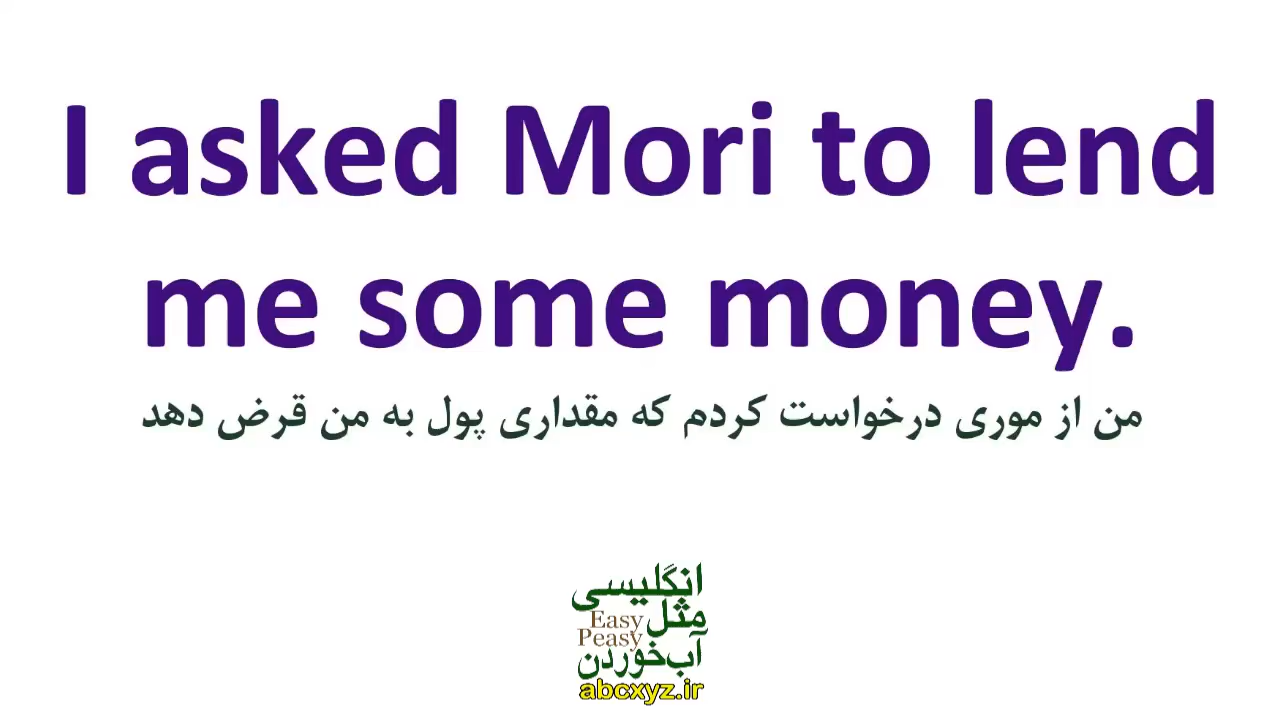 I asked Mori to lend
me some money.
من از موری درخواست کردم که مقداری پول به من قرض دهد
انگلیسی
مثل
Easy
Peasy
آب‌خوردن
abcxyz.ir